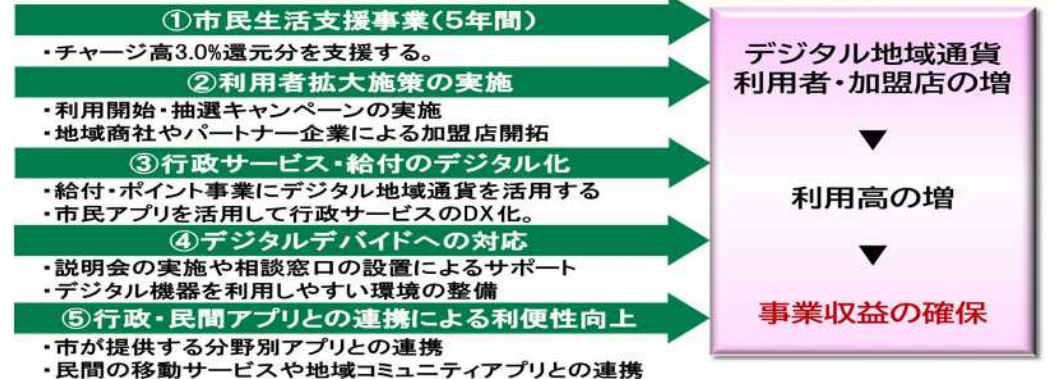 ①市民生活支援事業(5年間)
・チャージ高3.0%還元分を支援する。
②利用者拡大施策の実施
・利用開始・抽選キャンペーンの実施
・地域商社やパートナー企業による加盟店開拓
③行政サービス・給付のデジタル化
・給付・ポイント事業にデジタル地域通貨を活用する
・市民アプリを活用して行政サービスのDX化。
④デジタルデバイドへの対応
・説明会の実施や相談窓口の設置によるサポート
・デジタル機器を利用しやすい環境の整備
⑤行政・民間アプリとの連携による利便性向上
・市が提供する分野別アプリとの連携
・民間の移動サービスや地域コミュニティアプリとの連携
デジタル地域通貨
利用者・加盟店の増
▼
利用高の増
▼
事業収益の確保